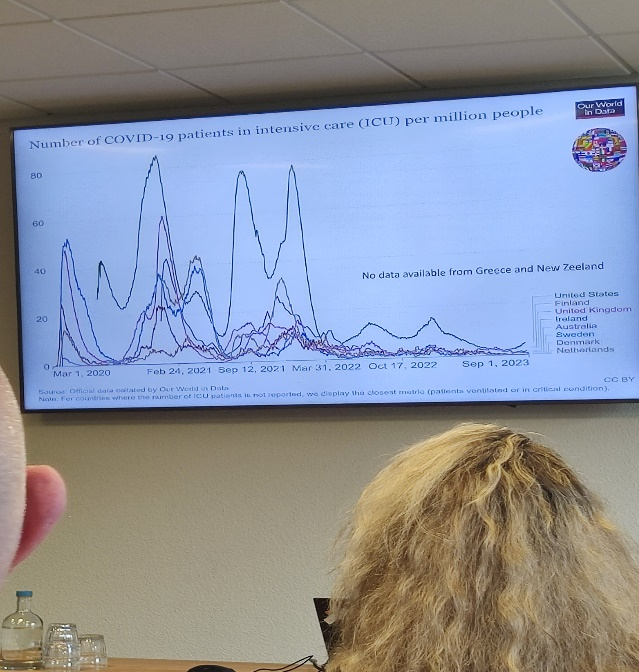 Our World
in Data
Number of COVID-19 patients in intensive care (ICU) per million people
80
60
40
20
0
No data available from Greece and New Zeeland
United States
Finland
United Kingdom
Ireland
Australia
Sweden
Denmark
Netherlands
Mar 1, 2020 Feb 24, 2021 Sep 12, 2021 Mar 31, 2022 Oct 17, 2022 Sep 1, 2023
Source: Official data collated by Our World in Data
CC BY
Note: For countries where the number of ICU patients is not reported, we display the closest metric (patients ventilated or in critical condition).